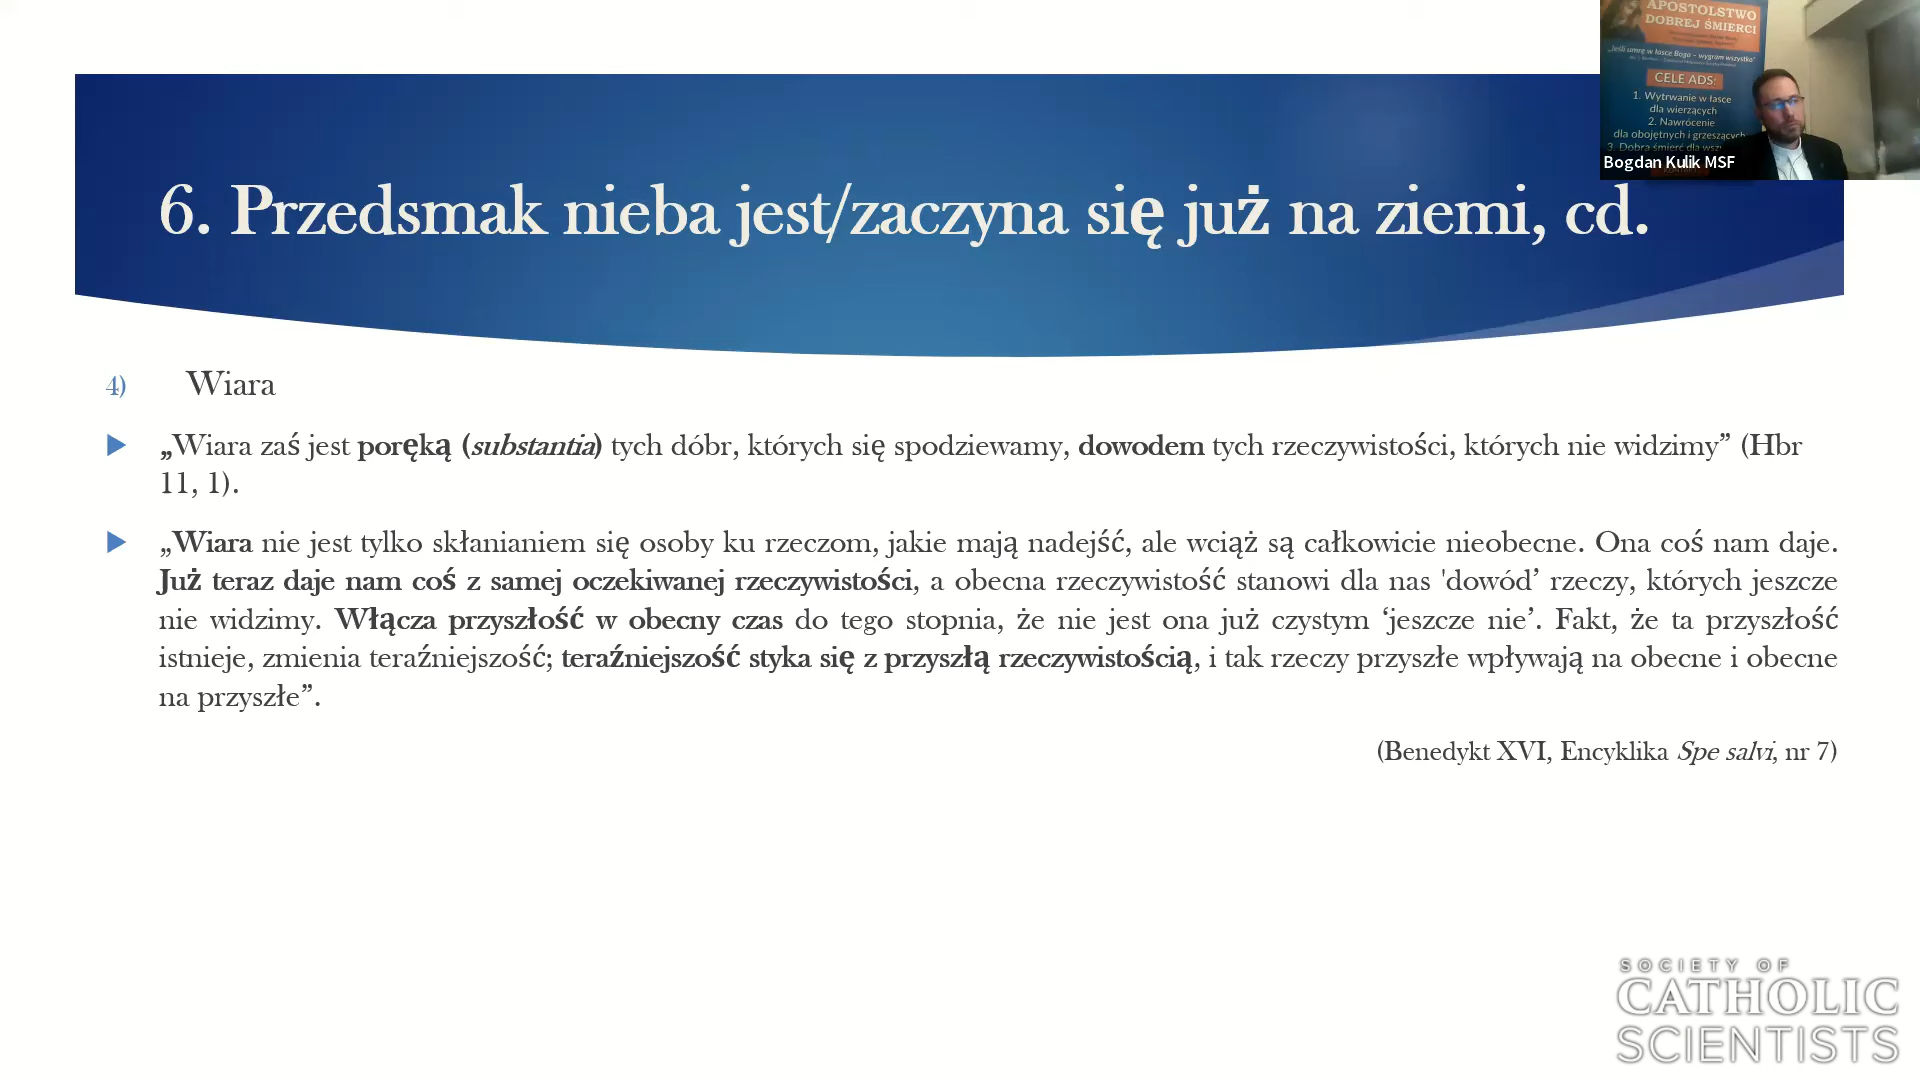 APOSTOLSTWO
DOBREJ ŚMIERCI
„Jeśli umrę w łasce Boga – wygram wszystko"
CELE ADS:
1. Wytrwanie w łasce
dla wierzących
2. Nawrócenie
dla obojętnych i grzeszących
3. Dobra śmierć dla
Bogdan Kulik MSF
6. Przedsmak nieba jest/zaczyna się już na ziemi, cd.
4) Wiara
„Wiara zaś jest poręką (substantia) tych dóbr, których się spodziewamy, dowodem tych rzeczywistości, których nie widzimy” (Hbr
11, 1).
„Wiara nie jest tylko skłanianiem się osoby ku rzeczom, jakie mają nadejść, ale wciąż są całkowicie nieobecne. Ona coś nam daje.
Już teraz daje nam coś z samej oczekiwanej rzeczywistości, a obecna rzeczywistość stanowi dla nas 'dowód’ rzeczy, których jeszcze
nie widzimy. Włącza przyszłość w obecny czas do tego stopnia, że nie jest ona już czystym ‘jeszcze nie’. Fakt, że ta przyszłość
istnieje, zmienia teraźniejszość; teraźniejszość styka się z przyszłą rzeczywistością, i tak rzeczy przyszłe wpływają na obecne i obecne
na przyszłe”.
(Benedykt XVI, Encyklika Spe salvi, nr 7)
SOCIETY OF
CATHOLIC
SCIENTISTS